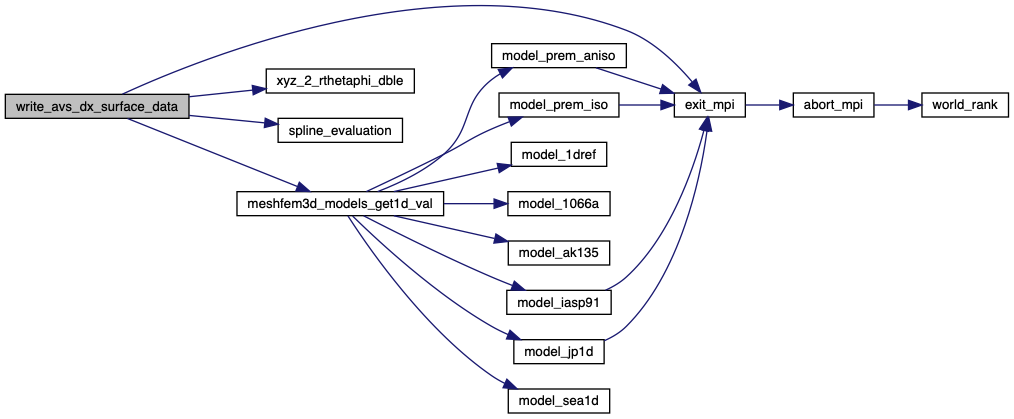 write_avs_dx_surface_data
xyz_2_rthetaphi_dble
spline_evaluation
meshfem3d_models_get1d_val
model_prem_aniso
model_prem_iso
model_1dref
model_1066a
model_ak135
model_iasp91
model_jp1d
model_sea1d
exit_mpi
abort_mpi
world_rank